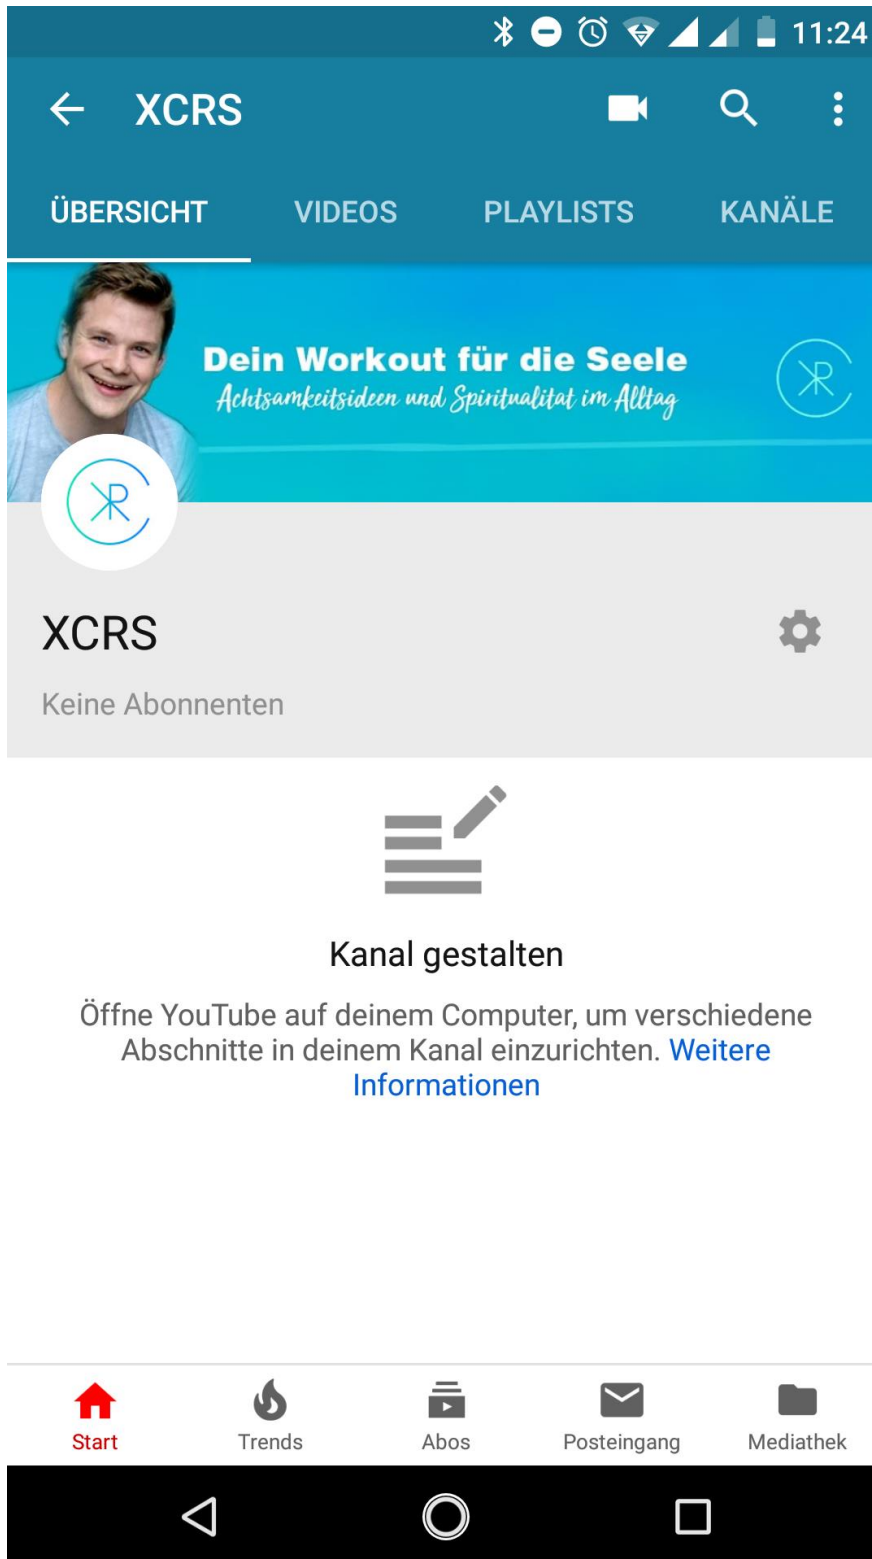 11:24
XCRS
ÜBERSICHT VIDEOS PLAYLISTS KANÄLE
Dein Workout für die Seele
Achtsamkeitsideen und Spiritualitat im Alltag
XCRS
Keine Abonnenten
Kanal gestalten
Öffne YouTube auf deinem Computer, um verschiedene
Abschnitte in deinem Kanal einzurichten. Weitere
Informationen
Start Trends Abos Posteingang Mediathek